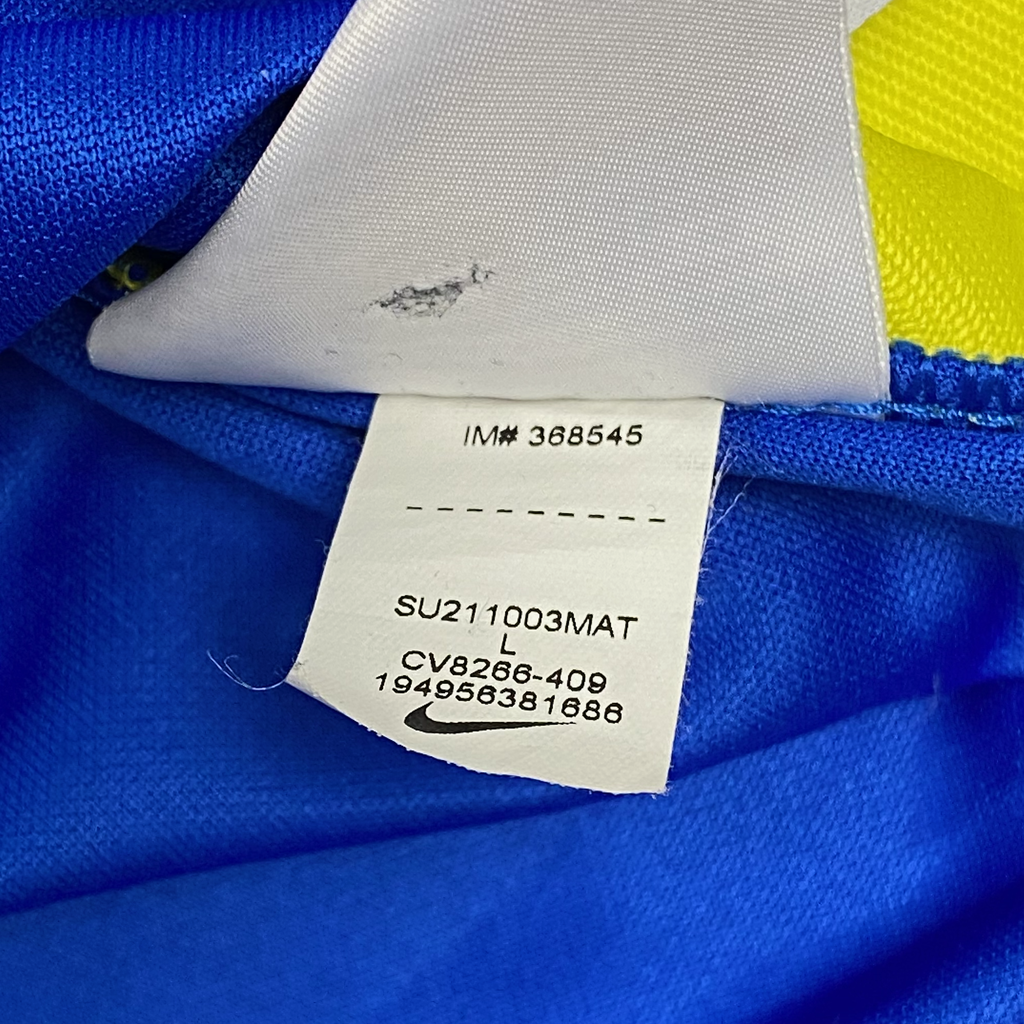 IM# 368545
---------
SU211003MAT
L
CV8266-409
194956381686